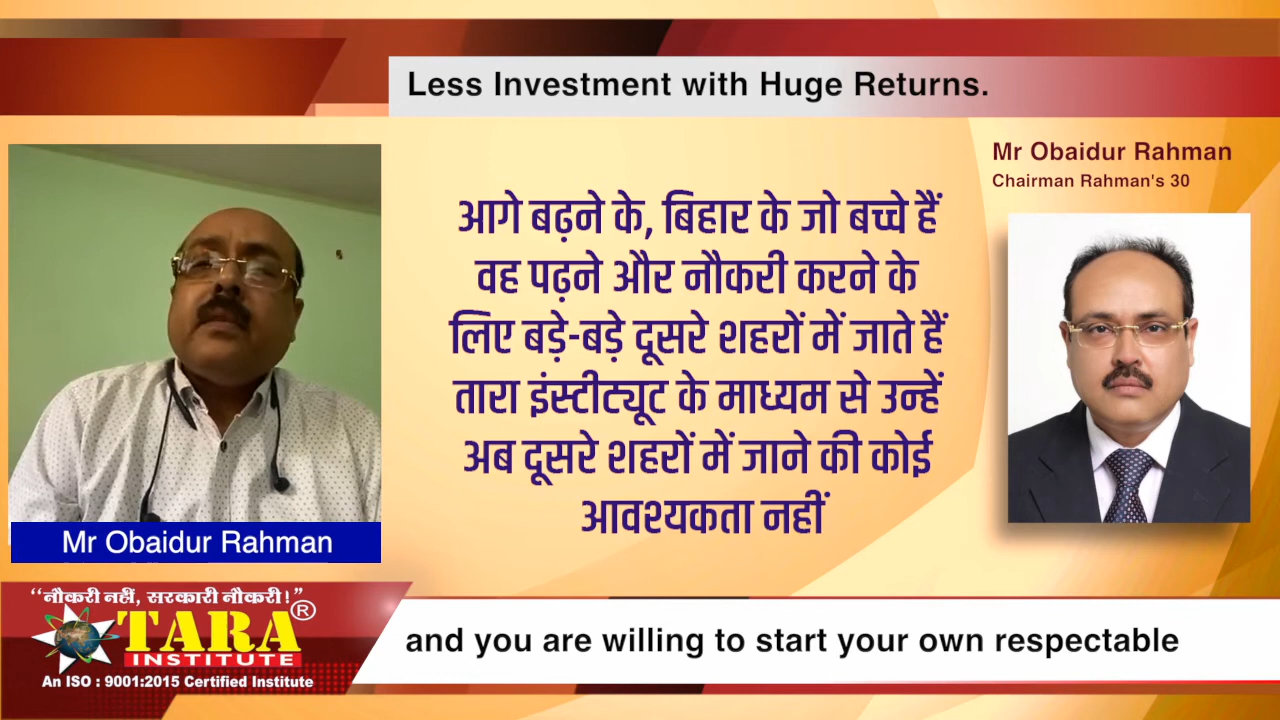 Less Investment with Huge Returns.
Mr Obaidur Rahman
Chairman Rahman's 30
आगे बढ़ने के, बिहार के जो बच्चे हैं
वह पढ़ने और नौकरी करने के
लिए बड़े-बड़े दूसरे शहरों में जाते हैं
तारा इंस्टीट्यूट के माध्यम से उन्हें
अब दूसरे शहरों में जाने की कोई
आवश्यकता नहीं
Mr Obaidur Rahman
“नौकरी नहीं, सरकारी नौकरी!”
TARA®
INSTITUTE
An ISO : 9001:2015 Certified Institute
and you are willing to start your own respectable